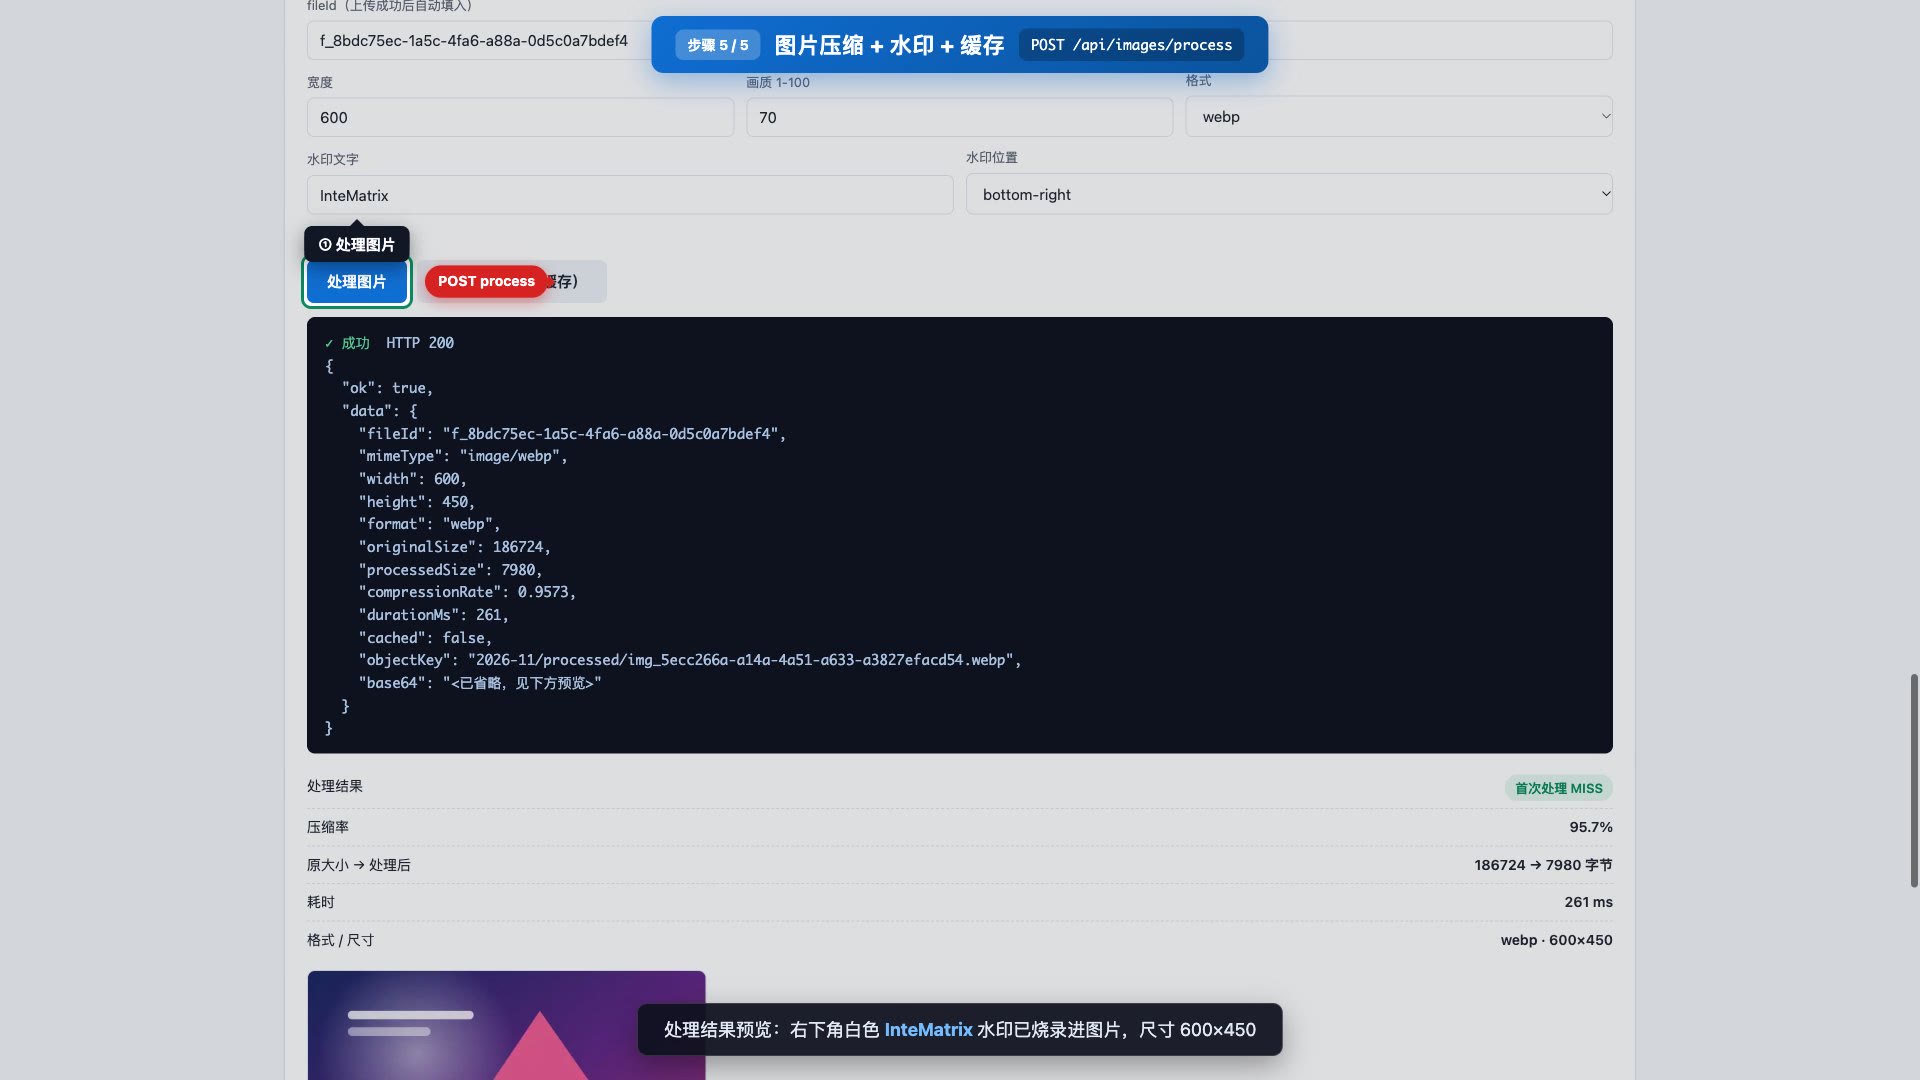 fileId（上传成功后自动填入）
f_8bdc75ec-1a5c-4fa6-a88a-0d5c0a7bdef4
步骤 5 / 5 图片压缩 + 水印 + 缓存 POST /api/images/process
宽度 画质 1-100 格式
600 70 webp
水印文字 水印位置
InteMatrix bottom-right
① 处理图片
处理图片 POST process 缓存）
✓ 成功 HTTP 200
{
"ok": true,
"data": {
"fileId": "f_8bdc75ec-1a5c-4fa6-a88a-0d5c0a7bdef4",
"mimeType": "image/webp",
"width": 600,
"height": 450,
"format": "webp",
"originalSize": 186724,
"processedSize": 7980,
"compressionRate": 0.9573,
"durationMs": 261,
"cached": false,
"objectKey": "2026-11/processed/img_5ecc266a-a14a-4a51-a633-a3827efacd54.webp",
"base64": "<已省略，见下方预览>"
}
}
处理结果 首次处理 MISS
压缩率 95.7%
原大小 → 处理后 186724 → 7980 字节
耗时 261 ms
格式 / 尺寸 webp · 600×450
处理结果预览：右下角白色 InteMatrix 水印已烧录进图片，尺寸 600×450